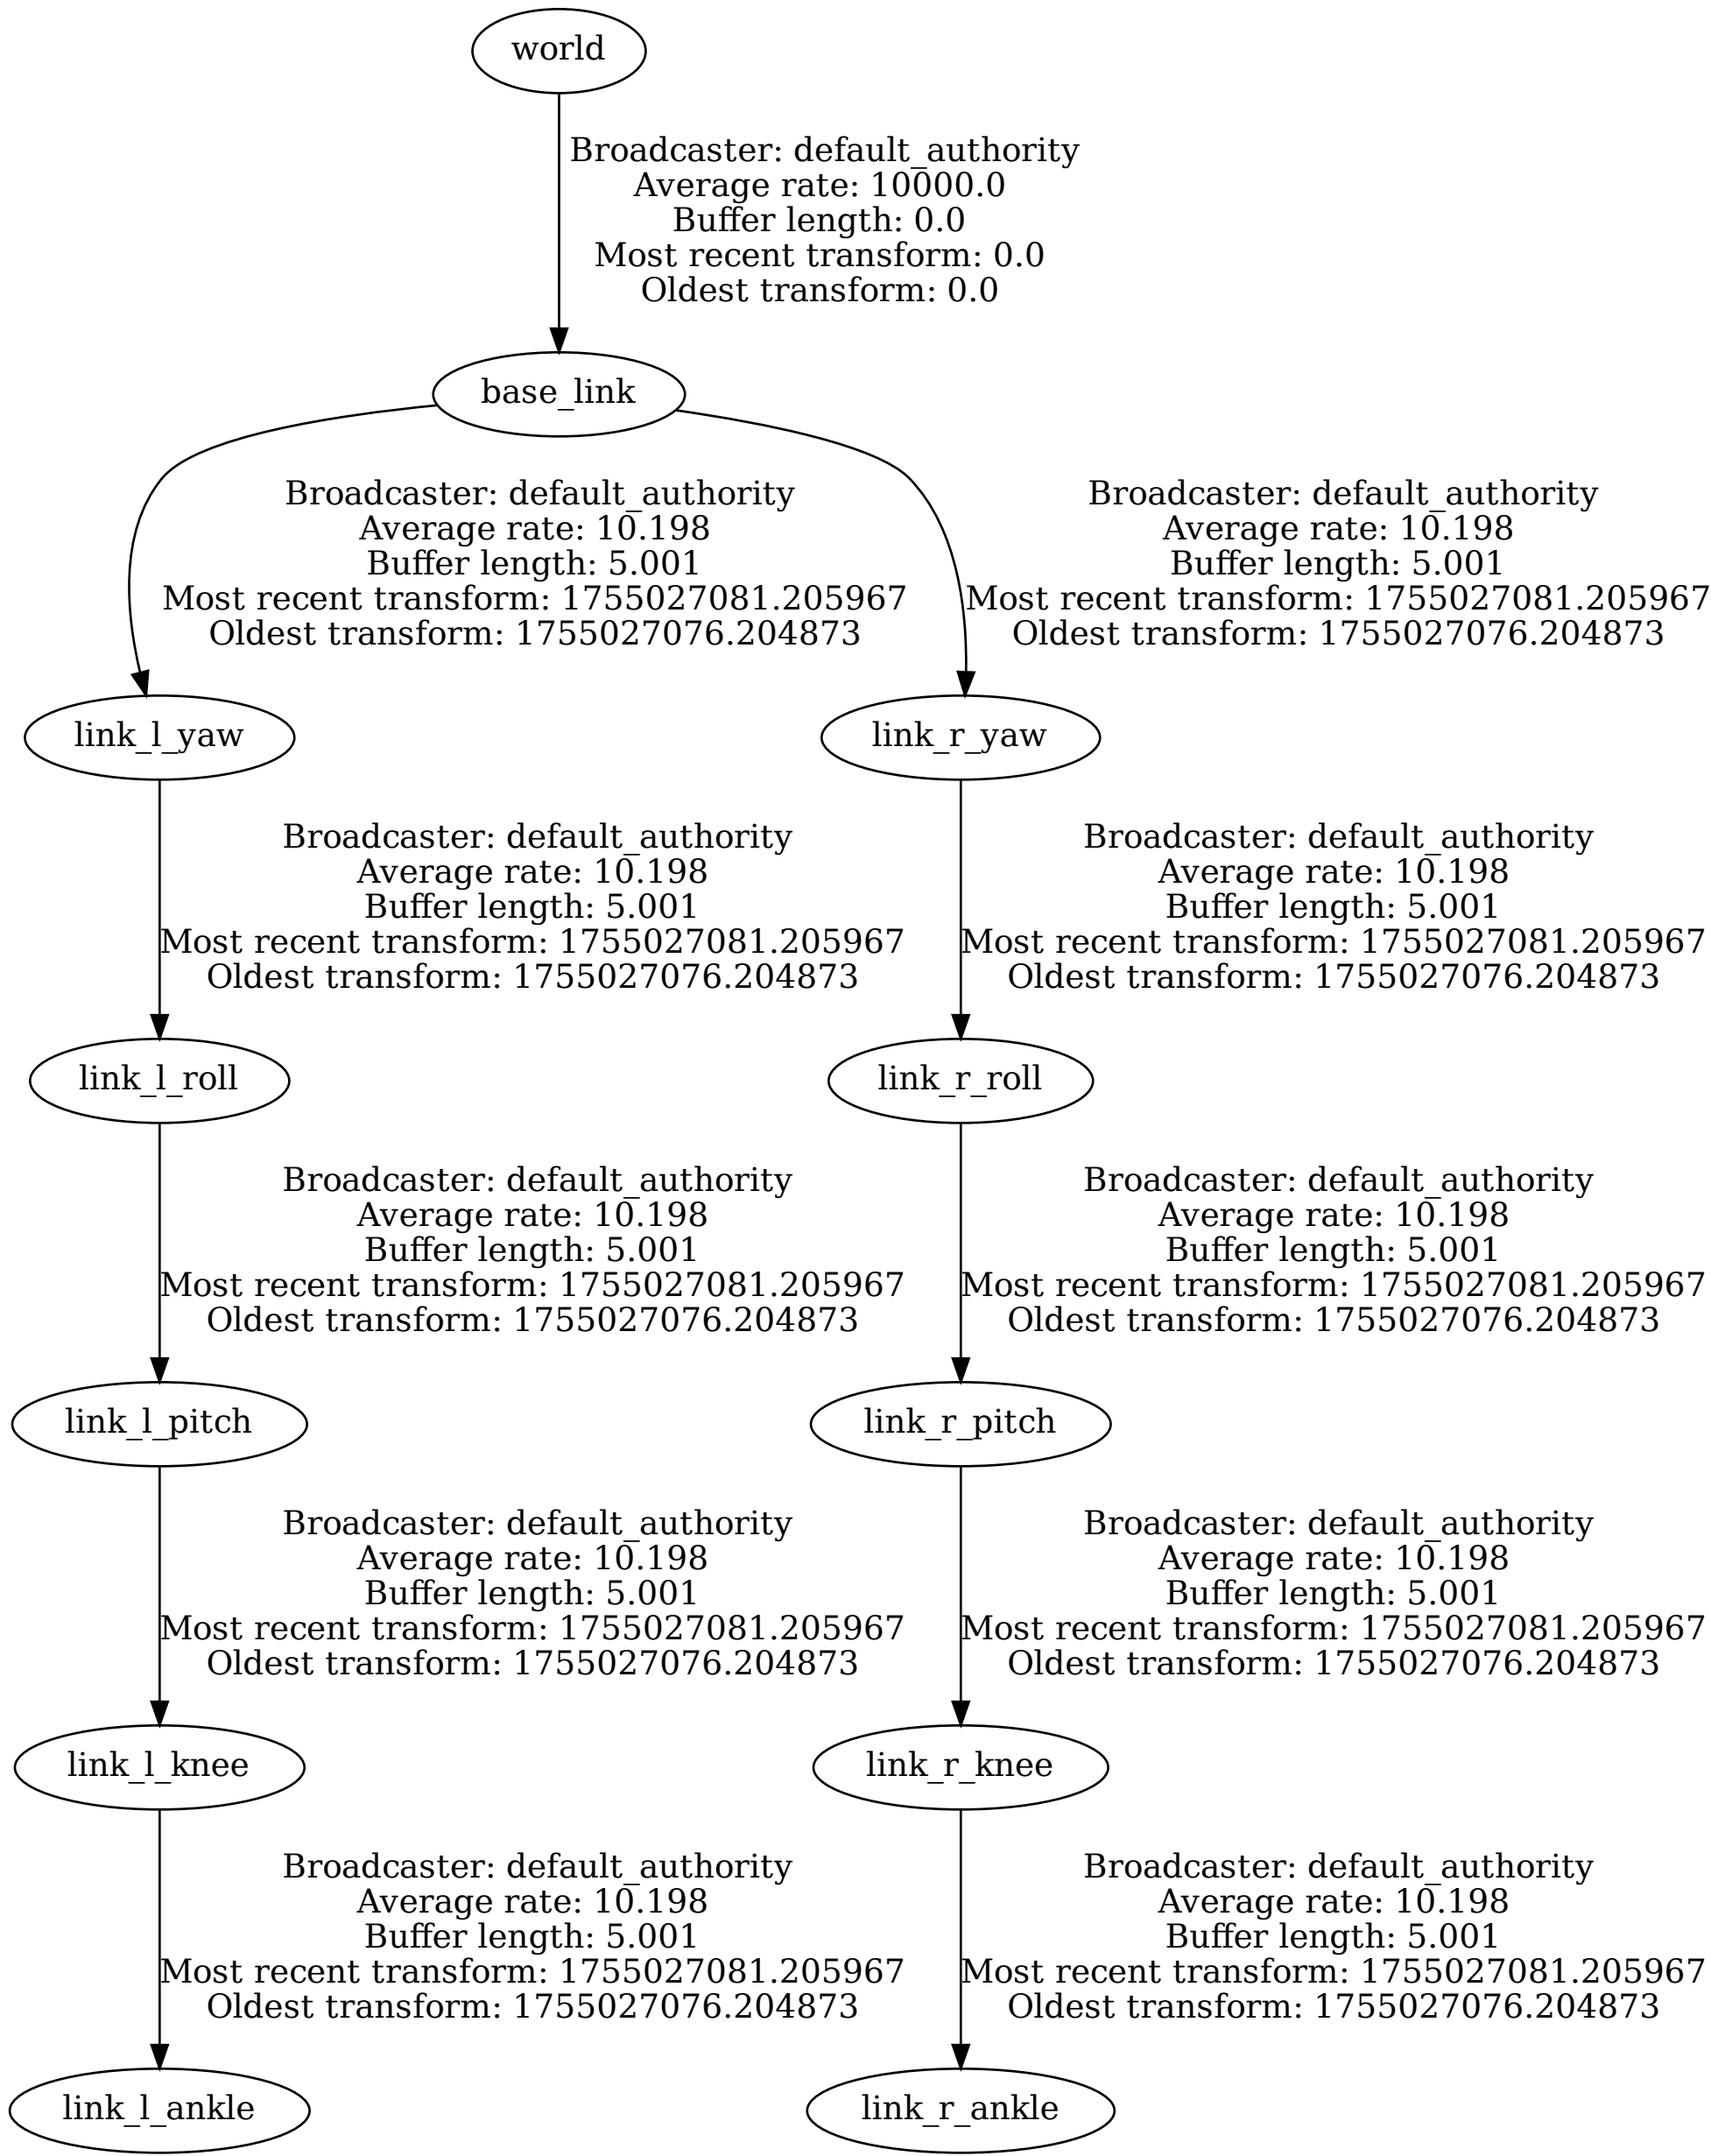 world
Broadcaster: default_authority
Average rate: 10000.0
Buffer length: 0.0
Most recent transform: 0.0
Oldest transform: 0.0
base_link
Broadcaster: default_authority
Average rate: 10.198
Buffer length: 5.001
Most recent transform: 1755027081.205967
Oldest transform: 1755027076.204873
Broadcaster: default_authority
Average rate: 10.198
Buffer length: 5.001
Most recent transform: 1755027081.205967
Oldest transform: 1755027076.204873
link_l_yaw
link_r_yaw
Broadcaster: default_authority
Average rate: 10.198
Buffer length: 5.001
Most recent transform: 1755027081.205967
Oldest transform: 1755027076.204873
Broadcaster: default_authority
Average rate: 10.198
Buffer length: 5.001
Most recent transform: 1755027081.205967
Oldest transform: 1755027076.204873
link_l_roll
link_r_roll
Broadcaster: default_authority
Average rate: 10.198
Buffer length: 5.001
Most recent transform: 1755027081.205967
Oldest transform: 1755027076.204873
Broadcaster: default_authority
Average rate: 10.198
Buffer length: 5.001
Most recent transform: 1755027081.205967
Oldest transform: 1755027076.204873
link_l_pitch
link_r_pitch
Broadcaster: default_authority
Average rate: 10.198
Buffer length: 5.001
Most recent transform: 1755027081.205967
Oldest transform: 1755027076.204873
Broadcaster: default_authority
Average rate: 10.198
Buffer length: 5.001
Most recent transform: 1755027081.205967
Oldest transform: 1755027076.204873
link_l_knee
link_r_knee
Broadcaster: default_authority
Average rate: 10.198
Buffer length: 5.001
Most recent transform: 1755027081.205967
Oldest transform: 1755027076.204873
Broadcaster: default_authority
Average rate: 10.198
Buffer length: 5.001
Most recent transform: 1755027081.205967
Oldest transform: 1755027076.204873
link_l_ankle
link_r_ankle